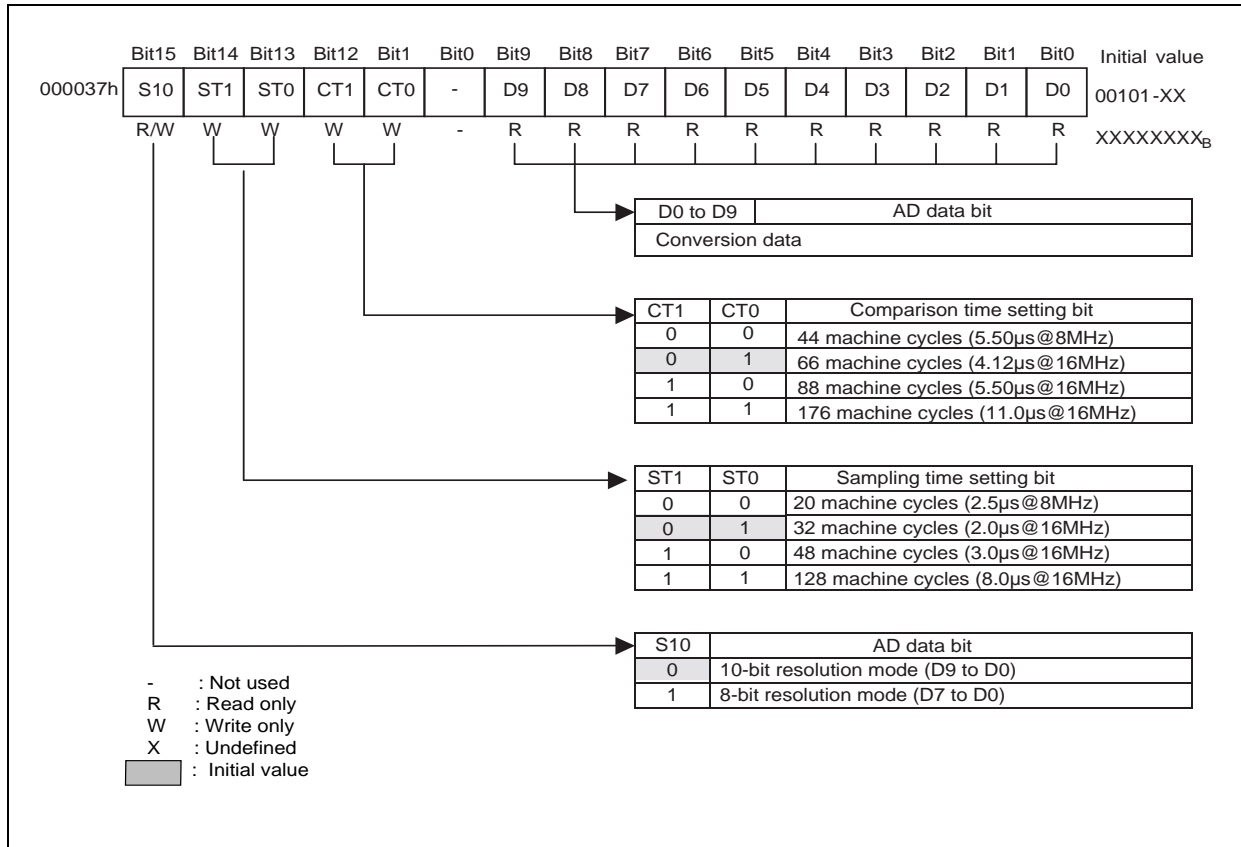 Bit15 Bit14 Bit13 Bit12 Bit1 Bit0 Bit9 Bit8 Bit7 Bit6 Bit5 Bit4 Bit3 Bit2 Bit1 Bit0 Initial value
000037h S10 ST1 ST0 CT1 CT0 - D9 D8 D7 D6 D5 D4 D3 D2 D1 D0 00101-XX
R/W W W W W - R R R R R R R R R R XXXXXXXXB
D0 to D9 AD data bit
Conversion data
CT1 CT0 Comparison time setting bit
0 0 44 machine cycles (5.50µs@8MHz)
0 1 66 machine cycles (4.12µs@16MHz)
1 0 88 machine cycles (5.50µs@16MHz)
1 1 176 machine cycles (11.0µs@16MHz)
ST1 ST0 Sampling time setting bit
0 0 20 machine cycles (2.5µs@8MHz)
0 1 32 machine cycles (2.0µs@16MHz)
1 0 48 machine cycles (3.0µs@16MHz)
1 1 128 machine cycles (8.0µs@16MHz)
S10 AD data bit
0 10-bit resolution mode (D9 to D0)
1 8-bit resolution mode (D7 to D0)
- : Not used
R : Read only
W : Write only
X : Undefined
: Initial value